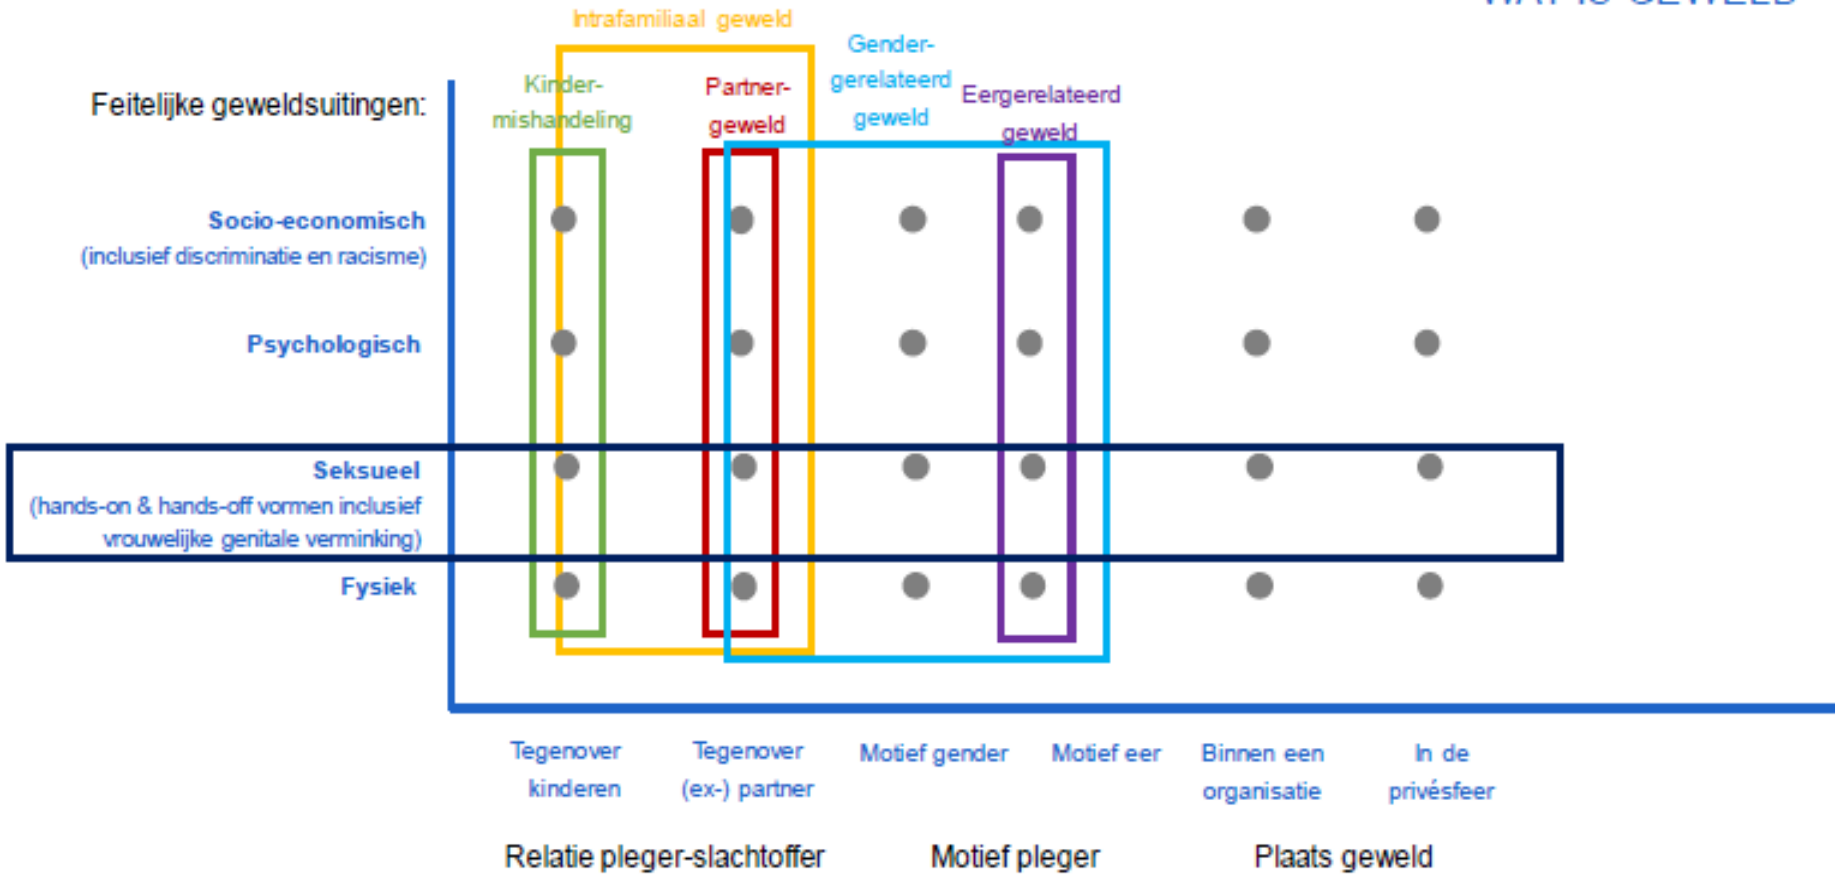 Intrafamiliaal geweld
Gender-
gerelateerd
geweld
Kinder-
mishandeling
Partner-
geweld
Eergerelateerd
geweld
Feitelijke geweldsuitingen:
Socio-economisch
(inclusief discriminatie en racisme)
Psychologisch
Seksueel
(hands-on & hands-off vormen inclusief
vrouwelijke genitale verminking)
Fysiek
Tegenover
kinderen
Tegenover
(ex-) partner
Motief gender
Motief eer
Binnen een
organisatie
In de
privésfeer
Relatie pleger-slachtoffer
Motief pleger
Plaats geweld